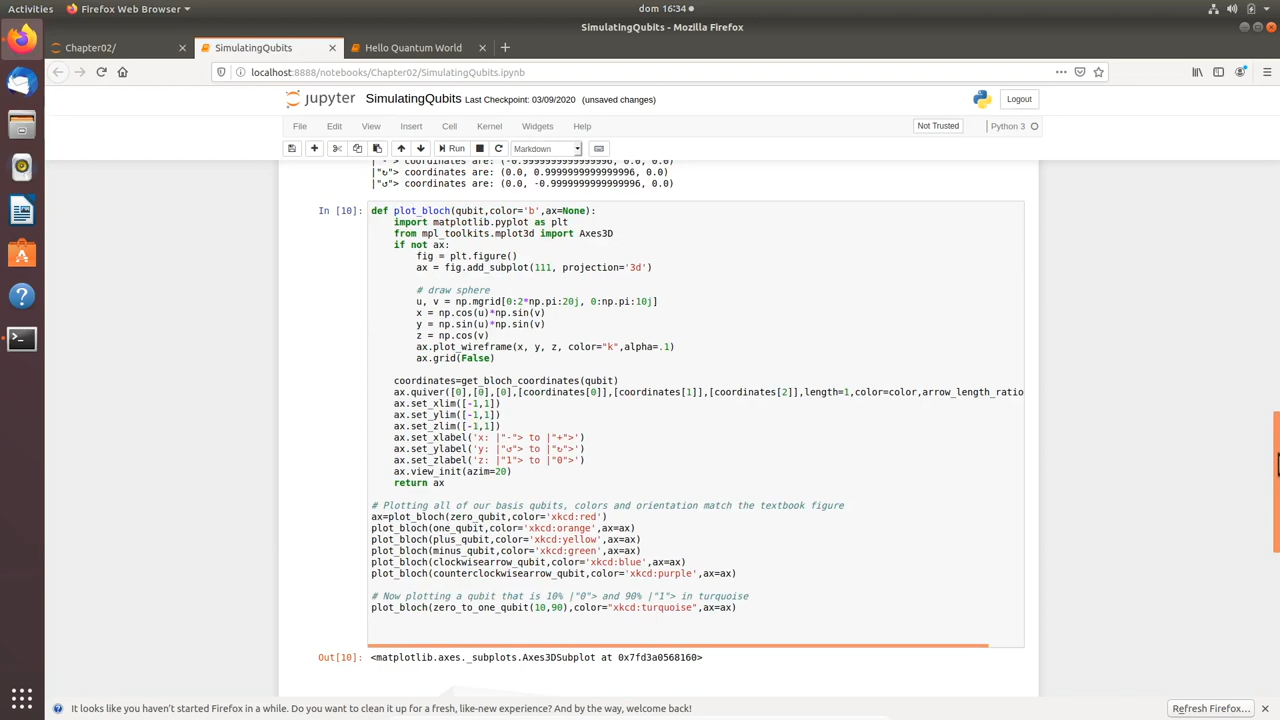 Activities Firefox Web Browser dom 16:34
SimulatingQubits - Mozilla Firefox
Chapter02/ SimulatingQubits Hello Quantum World
localhost:8888/notebooks/Chapter02/SimulatingQubits.ipynb
jupyter SimulatingQubits Last Checkpoint: 03/09/2020 (unsaved changes) Logout
File Edit View Insert Cell Kernel Widgets Help Not Trusted Python 3
Run Markdown
|"-"> coordinates are: (-0.9999999999999996, 0.0, 0.0)
|"↻"> coordinates are: (0.0, 0.9999999999999996, 0.0)
|"↺"> coordinates are: (0.0, -0.9999999999999996, 0.0)
In [10]: def plot_bloch(qubit,color='b',ax=None):
import matplotlib.pyplot as plt
from mpl_toolkits.mplot3d import Axes3D
if not ax:
fig = plt.figure()
ax = fig.add_subplot(111, projection='3d')
# draw sphere
u, v = np.mgrid[0:2*np.pi:20j, 0:np.pi:10j]
x = np.cos(u)*np.sin(v)
y = np.sin(u)*np.sin(v)
z = np.cos(v)
ax.plot_wireframe(x, y, z, color="k",alpha=.1)
ax.grid(False)
coordinates=get_bloch_coordinates(qubit)
ax.quiver([0],[0],[0],[coordinates[0]],[coordinates[1]],[coordinates[2]],length=1,color=color,arrow_length_ratio
ax.set_xlim([-1,1])
ax.set_ylim([-1,1])
ax.set_zlim([-1,1])
ax.set_xlabel('x: |"-"> to |"+">')
ax.set_ylabel('y: |"↺"> to |"↻">')
ax.set_zlabel('z: |"1"> to |"0">')
ax.view_init(azim=20)
return ax
# Plotting all of our basis qubits, colors and orientation match the textbook figure
ax=plot_bloch(zero_qubit,color='xkcd:red')
plot_bloch(one_qubit,color='xkcd:orange',ax=ax)
plot_bloch(plus_qubit,color='xkcd:yellow',ax=ax)
plot_bloch(minus_qubit,color='xkcd:green',ax=ax)
plot_bloch(clockwisearrow_qubit,color='xkcd:blue',ax=ax)
plot_bloch(counterclockwisearrow_qubit,color='xkcd:purple',ax=ax)
# Now plotting a qubit that is 10% |"0"> and 90% |"1"> in turquoise
plot_bloch(zero_to_one_qubit(10,90),color="xkcd:turquoise",ax=ax)
Out[10]: <matplotlib.axes._subplots.Axes3DSubplot at 0x7fd3a0568160>
It looks like you haven't started Firefox in a while. Do you want to clean it up for a fresh, like-new experience? And by the way, welcome back! Refresh Firefox...